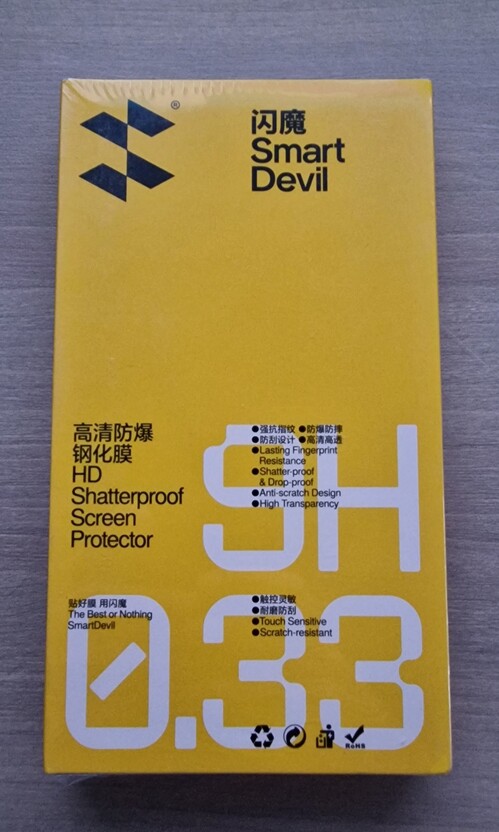 ®
闪魔
Smart
Devil
高清防爆
钢化膜
HD
Shatterproof
Screen
Protector
9H
●强抗指纹 ●防爆防摔
●防刮设计 ●高清高透
●Lasting Fingerprint
Resistance
●Shatter-proof
& Drop-proof
●Anti-scratch Design
●High Transparency
贴好膜 用闪魔
The Best or Nothing
SmartDevil
0.33
●触控灵敏
●耐磨防刮
●Touch Sensitive
●Scratch-resistant
RoHS